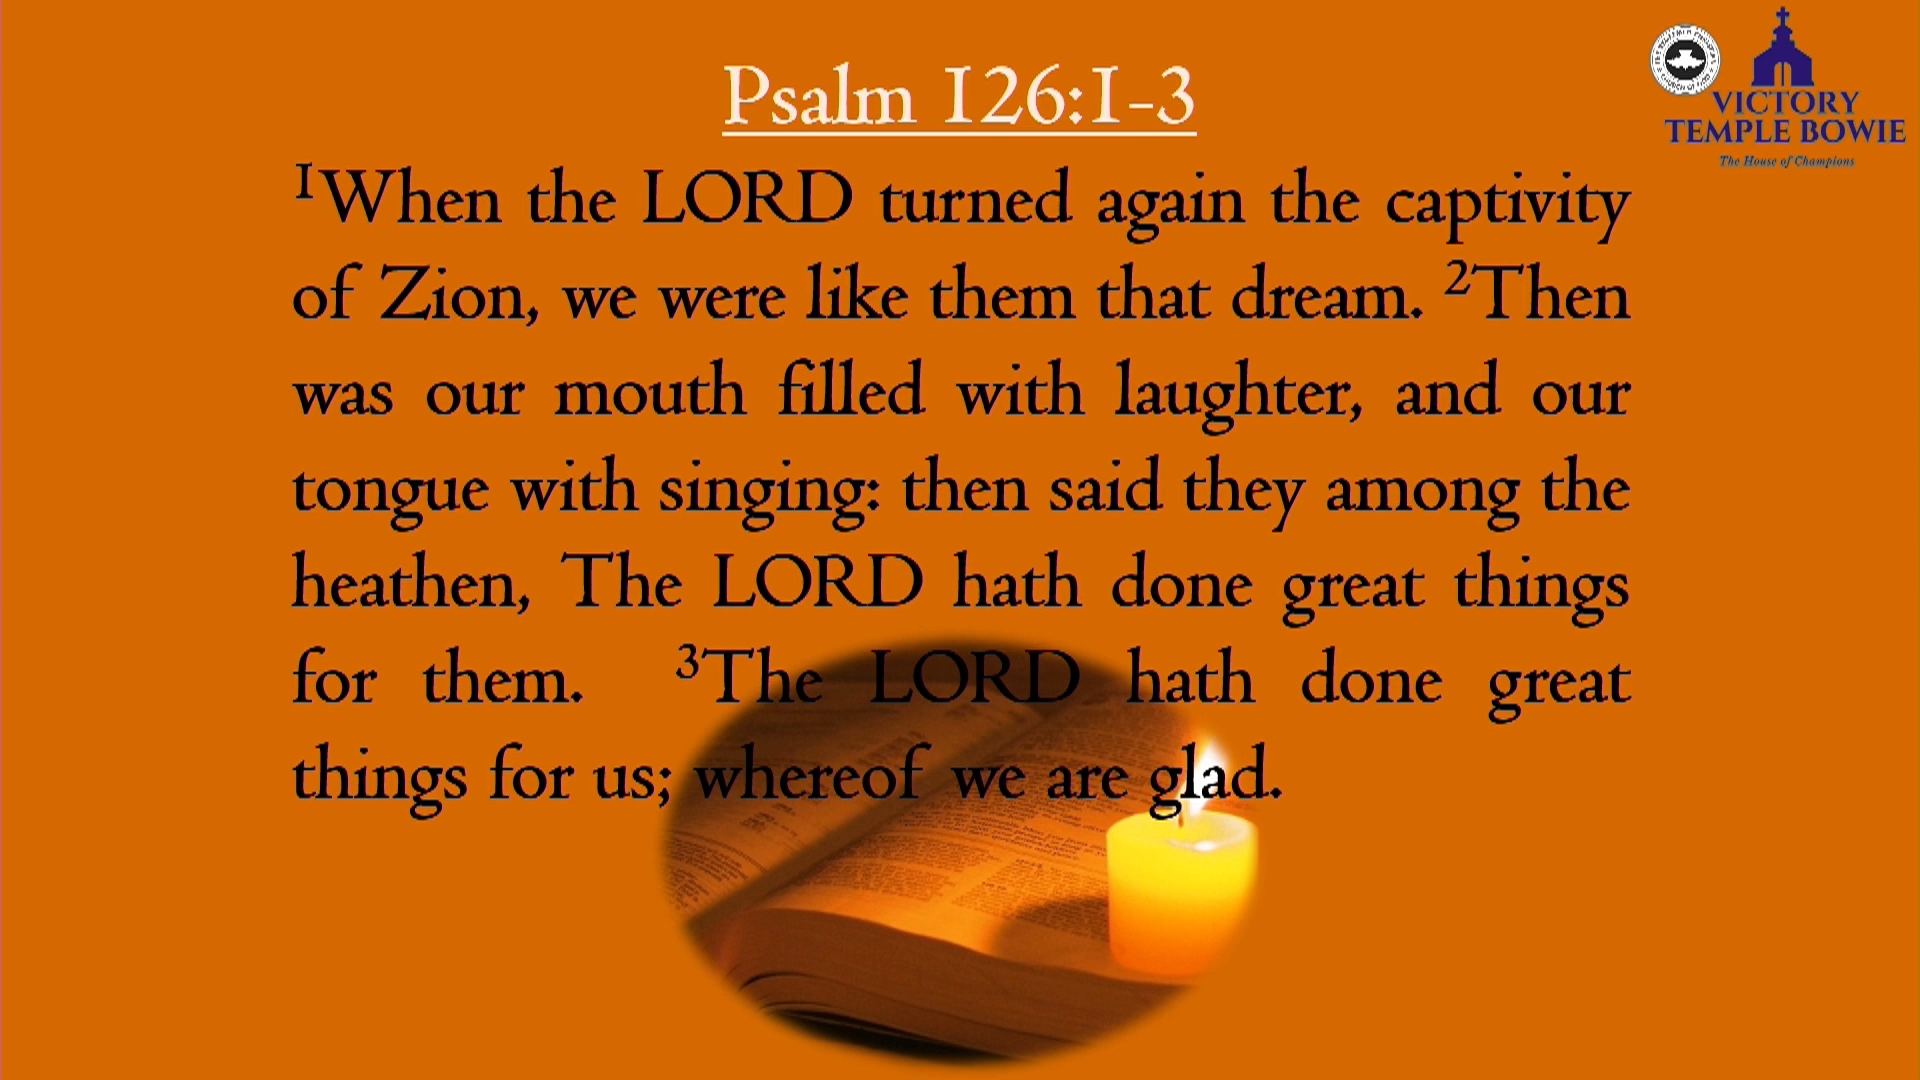 Psalm 126:1-3
VICTORY
TEMPLE BOWIE
The House of Champions
¹When the LORD turned again the captivity
of Zion, we were like them that dream. ²Then
was our mouth filled with laughter, and our
tongue with singing: then said they among the
heathen, The LORD hath done great things
for them. ³The LORD hath done great
things for us; whereof we are glad.